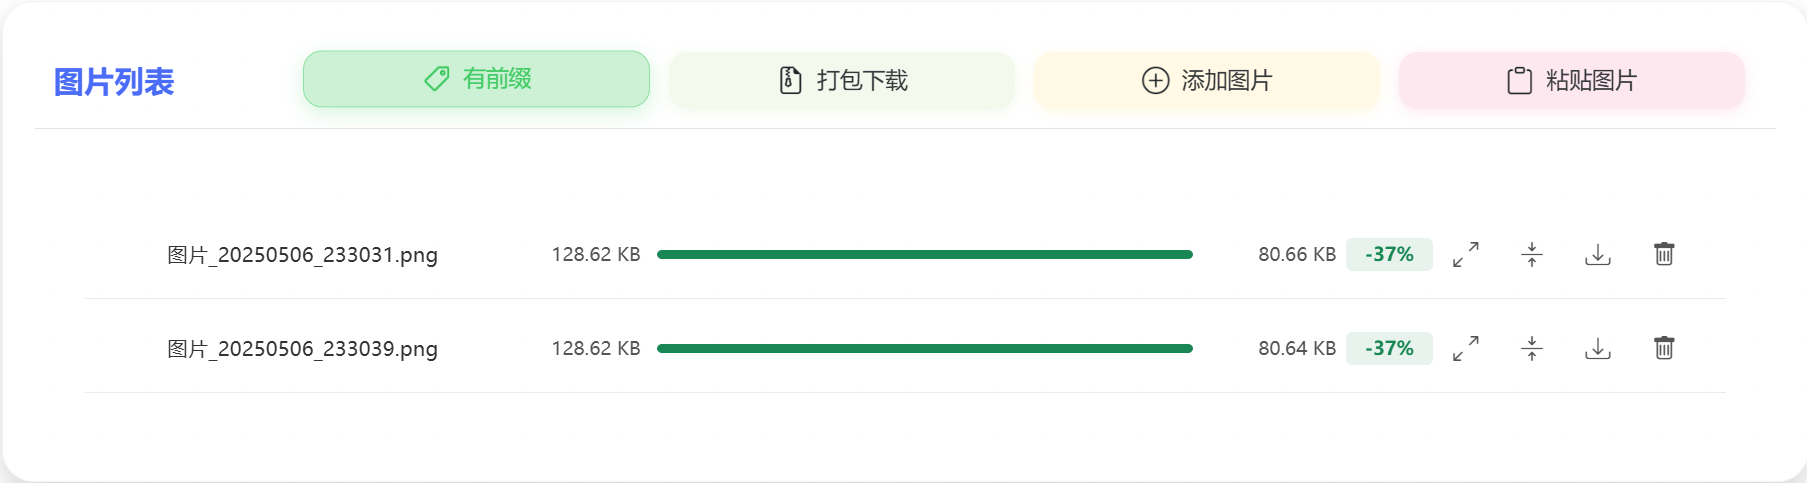 图片列表 有前缀 打包下载 添加图片 粘贴图片
图片_20250506_233031.png 128.62 KB 80.66 KB -37%
图片_20250506_233039.png 128.62 KB 80.64 KB -37%